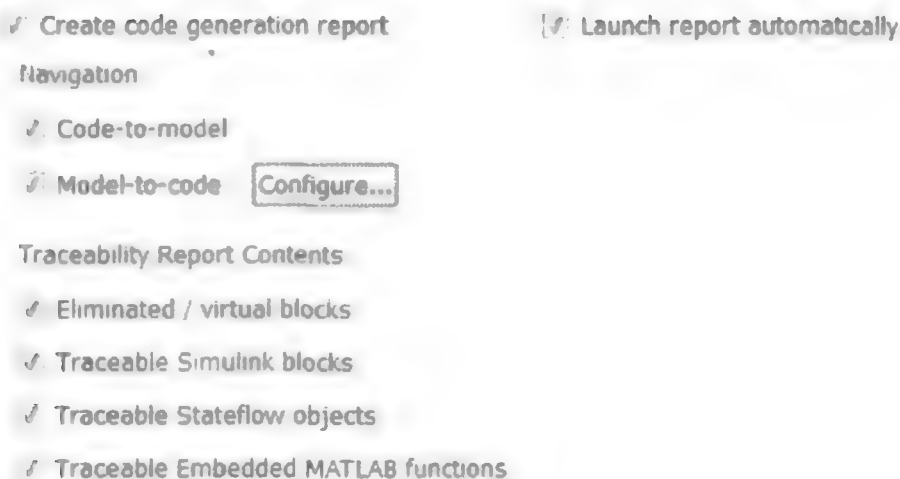 Create code generation report Launch report automatically
Navigation
Code-to-model
Model-to-code Configure...
Traceability Report Contents
Eliminated / virtual blocks
Traceable Simulink blocks
Traceable Stateflow objects
Traceable Embedded MATLAB functions